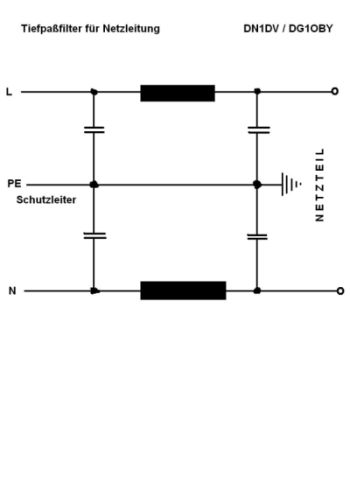 Tiefpaßfilter für Netzleitung DN1DV / DG1OBY
L
PE
Schutzleiter
NETZTEIL
N